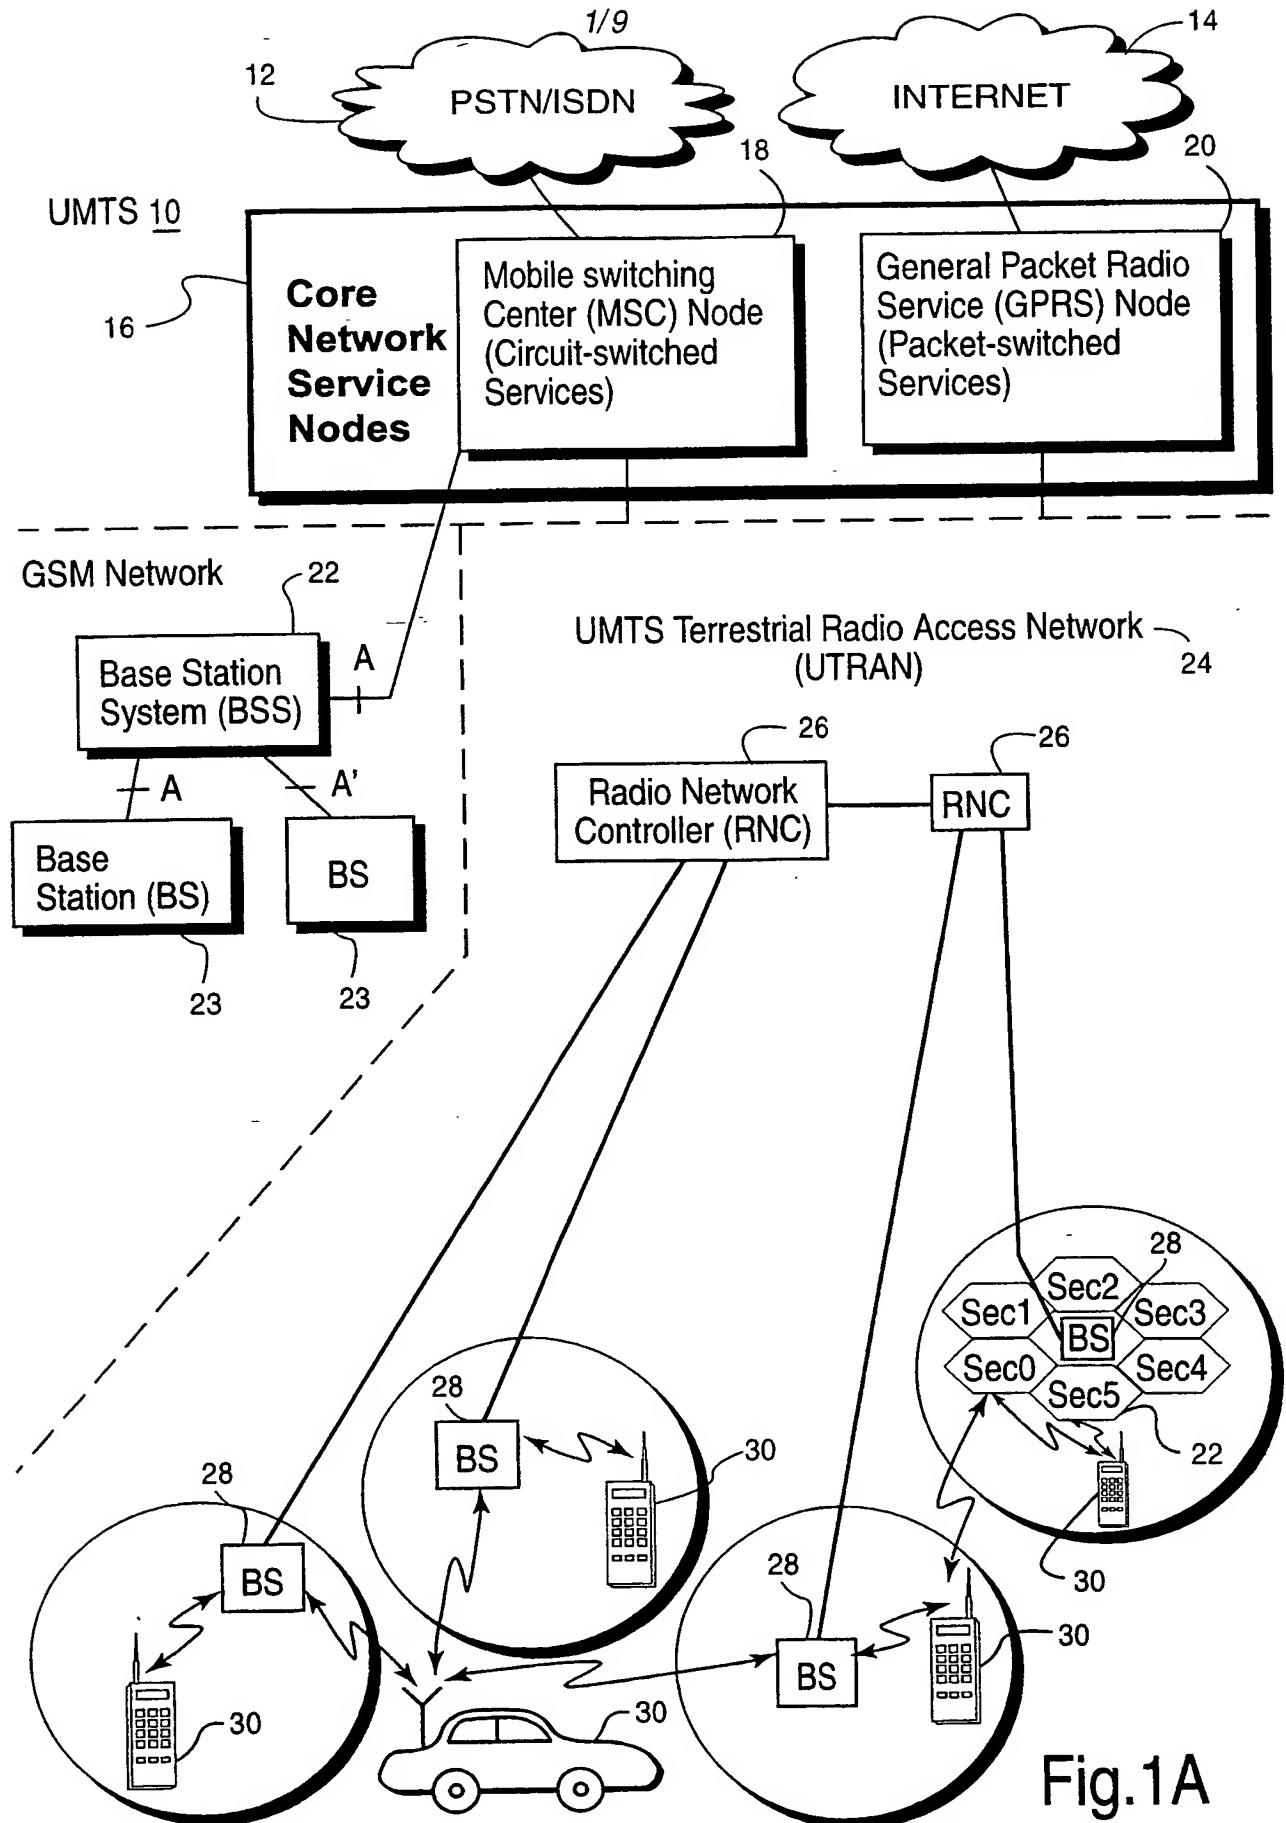 1/9
12
PSTN/ISDN
INTERNET
14
UMTS 10
18
20
16
Core
Network
Service
Nodes
Mobile switching
Center (MSC) Node
(Circuit-switched
Services)
General Packet Radio
Service (GPRS) Node
(Packet-switched
Services)
GSM Network
22
Base Station
System (BSS)
A
A
A'
Base
Station (BS)
BS
23
23
UMTS Terrestrial Radio Access Network
(UTRAN)
24
26
26
Radio Network
Controller (RNC)
RNC
28
Sec2
Sec1
Sec3
BS
Sec0
Sec4
Sec5
22
30
28
BS
30
28
BS
30
28
BS
30
30
Fig.1A